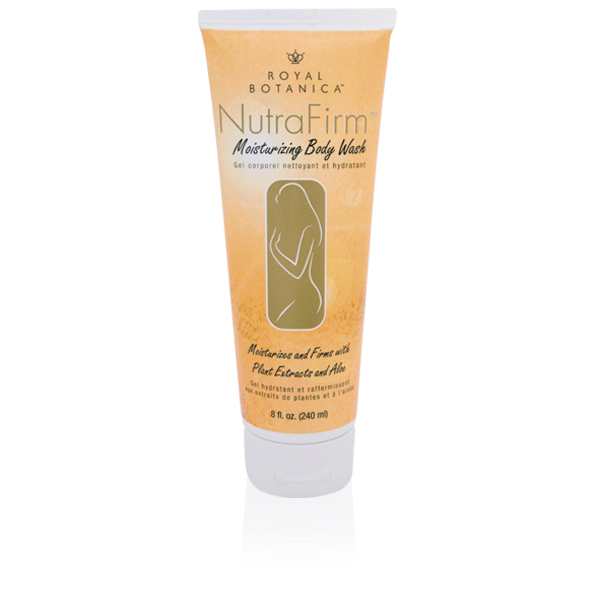 ROYAL
BOTANICA™
NutraFirm™
Moisturizing Body Wash
Gel corporel nettoyant et hydratant
Moisturizes and Firms with
Plant Extracts and Aloe
Gel hydratant et raffermissant
aux extraits de plantes et à l'aloès
8 fl. oz. (240 ml)